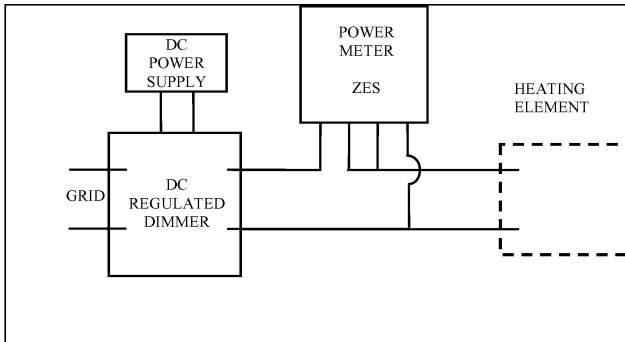 DC
POWER
SUPPLY
POWER
METER
ZES
HEATING
ELEMENT
GRID
DC
REGULATED
DIMMER